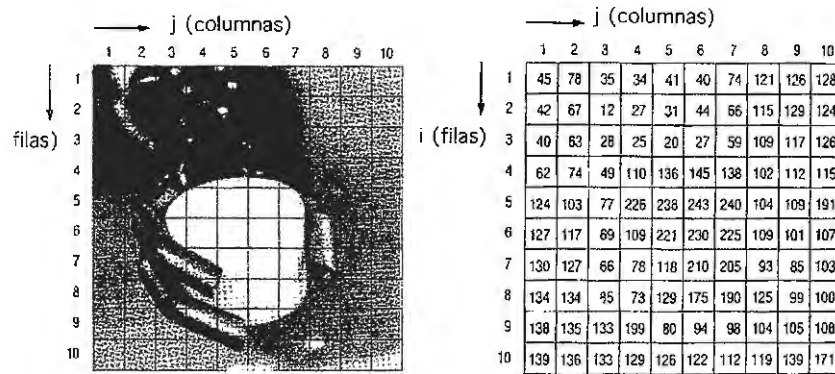 j (columnas)
1 2 3 4 5 6 7 8 9 10
filas)
1
2
3
4
5
6
7
8
9
10
j (columnas)
1 2 3 4 5 6 7 8 9 10
i (filas)
1 45 78 35 34 41 40 74 121 126 128
2 42 67 12 27 31 44 66 115 129 124
3 40 63 28 25 20 27 59 109 117 126
4 62 74 49 110 136 145 138 102 112 115
5 124 103 77 226 238 243 240 104 109 191
6 127 117 69 109 221 230 225 109 101 107
7 130 127 66 78 118 210 205 93 85 103
8 134 134 85 73 129 175 190 125 99 100
9 138 135 133 199 80 94 98 104 105 108
10 139 136 133 129 126 122 112 119 139 171